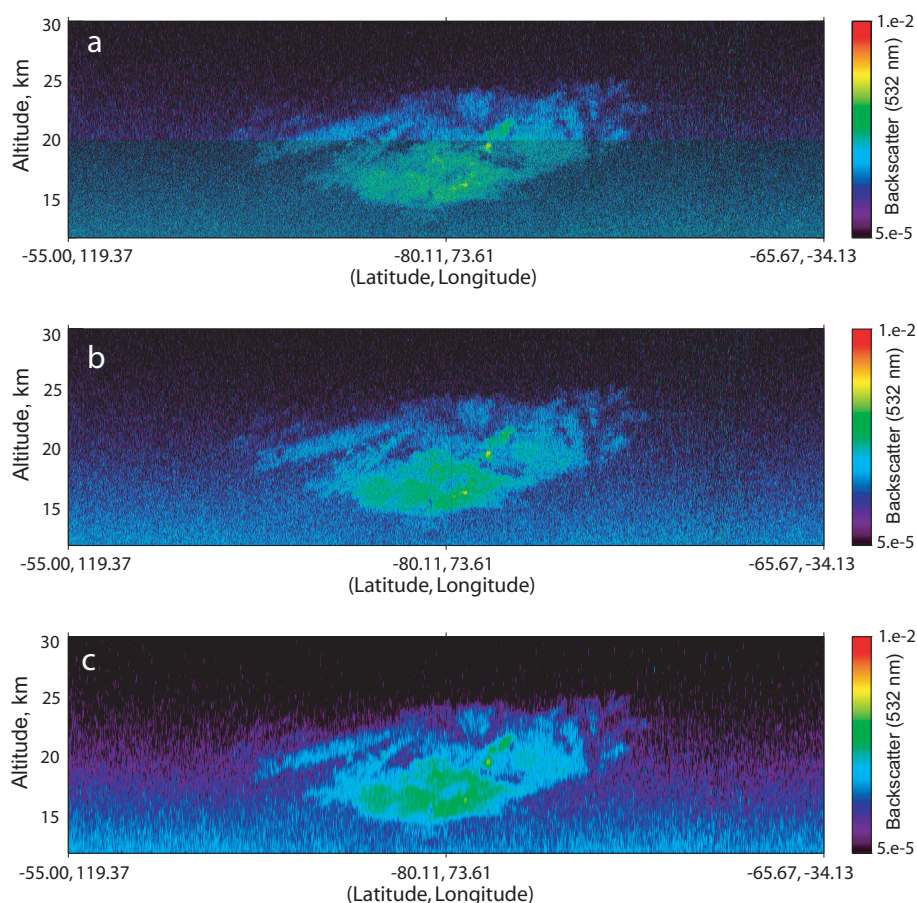 a
30
25
20
15
Altitude, km
-55.00, 119.37
-80.11, 73.61
-65.67, -34.13
(Latitude, Longitude)
1.e-2
5.e-5
Backscatter (532 nm)
b
30
25
20
15
Altitude, km
-55.00, 119.37
-80.11, 73.61
-65.67, -34.13
(Latitude, Longitude)
1.e-2
5.e-5
Backscatter (532 nm)
c
30
25
20
15
Altitude, km
-55.00, 119.37
-80.11, 73.61
-65.67, -34.13
(Latitude, Longitude)
1.e-2
5.e-5
Backscatter (532 nm)